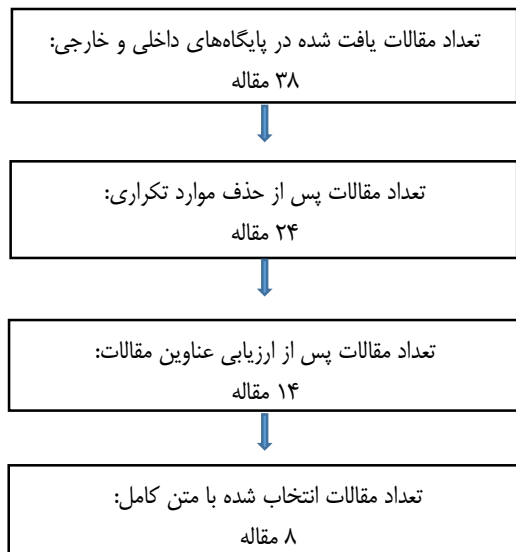 تعداد مقالات یافت شده در پایگاه‌های داخلی و خارجی:
۳۸ مقاله
تعداد مقالات پس از حذف موارد تکراری:
۲۴ مقاله
تعداد مقالات پس از ارزیابی عناوین مقالات:
۱۴ مقاله
تعداد مقالات انتخاب شده با متن کامل:
۸ مقاله